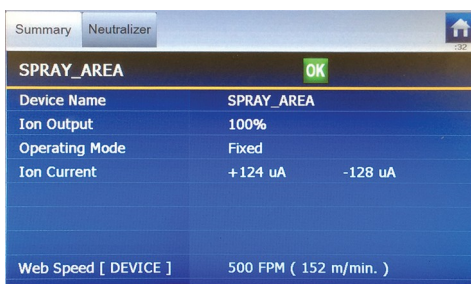 Summary Neutralizer
:32
SPRAY_AREA OK
Device Name SPRAY_AREA
Ion Output 100%
Operating Mode Fixed
Ion Current +124 uA -128 uA
Web Speed [ DEVICE ] 500 FPM ( 152 m/min. )